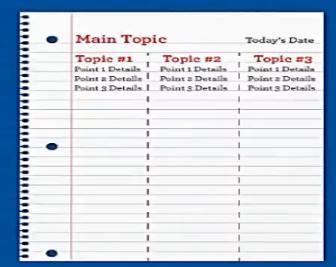 Main Topic Today's Date
Topic #1 Topic #2 Topic #3
Point 1 Details Point 1 Details Point 1 Details
Point 2 Details Point 2 Details Point 2 Details
Point 3 Details Point 3 Details Point 3 Details